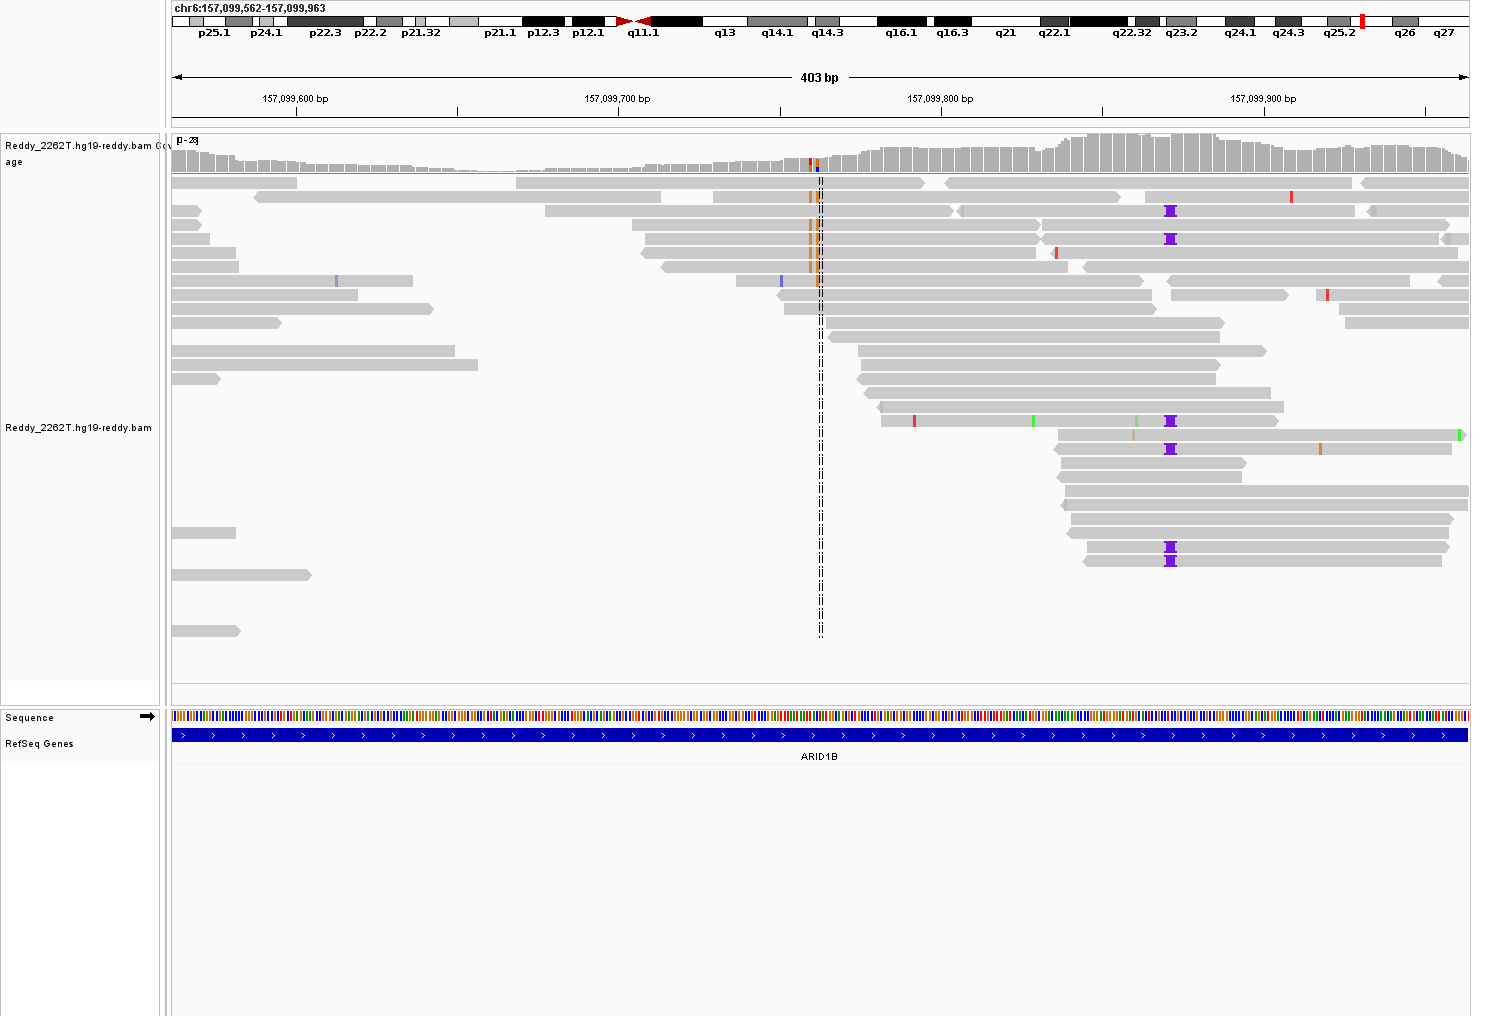 chr6:157,099,562-157,099,963
p25.1 p24.1 p22.3 p22.2 p21.32 p21.1 p12.3 p12.1 q11.1 q13 q14.1 q14.3 q16.1 q16.3 q21 q22.1 q22.32 q23.2 q24.1 q24.3 q25.2 q26 q27
403 bp
157,099,600 bp 157,099,700 bp 157,099,800 bp 157,099,900 bp
[0 - 28]
Reddy_2262T.hg19-reddy.bam Cov
age
Reddy_2262T.hg19-reddy.bam
Sequence
RefSeq Genes
ARID1B